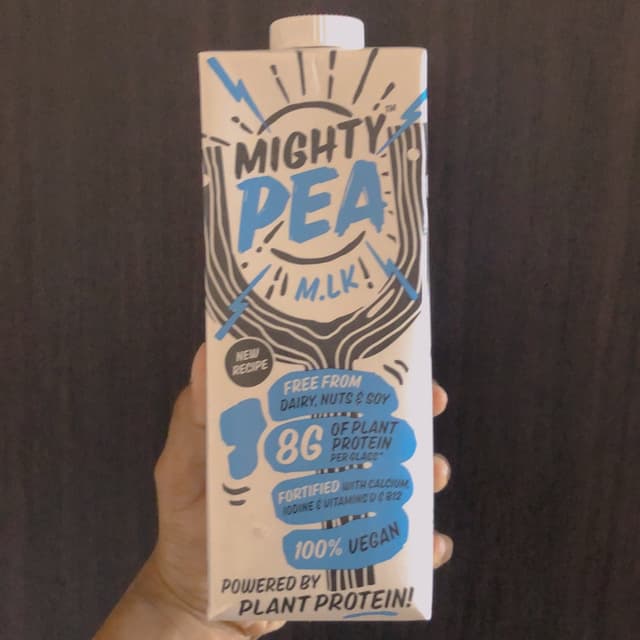 MIGHTY™
PEA
M.LK!
NEW
RECIPE
FREE FROM
DAIRY, NUTS & SOY
8G OF PLANT
PROTEIN
PER GLASS*
FORTIFIED WITH CALCIUM,
IODINE & VITAMINS D & B12
100% VEGAN
POWERED BY
PLANT PROTEIN!